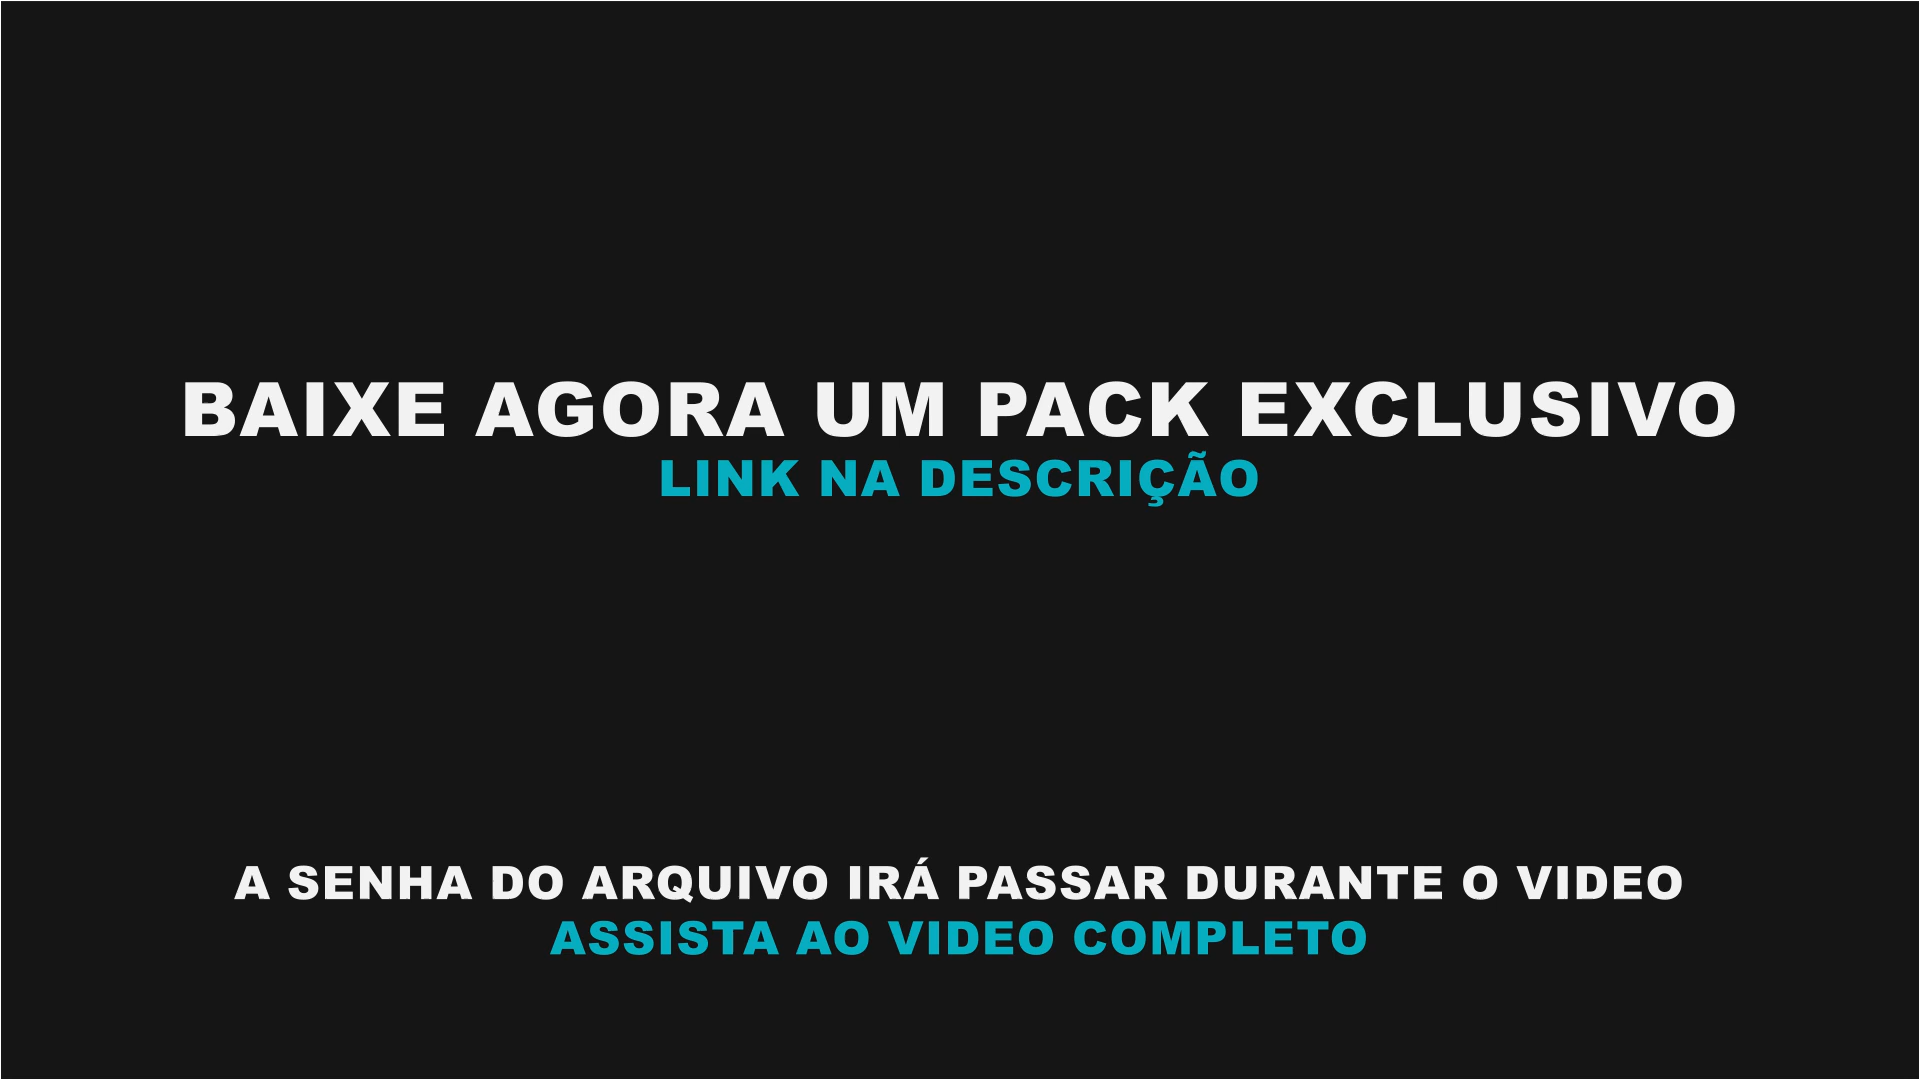 BAIXE AGORA UM PACK EXCLUSIVO
LINK NA DESCRIÇÃO
A SENHA DO ARQUIVO IRÁ PASSAR DURANTE O VIDEO
ASSISTA AO VIDEO COMPLETO